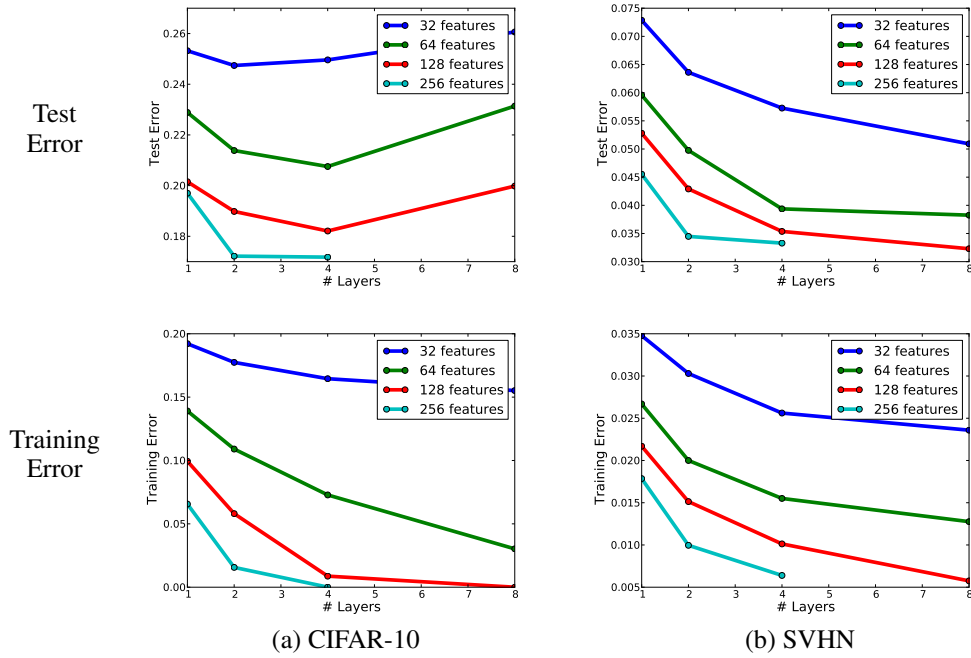 Test
Error
Test Error
0.26
0.24
0.22
0.20
0.18
1 2 3 4 5 6 7 8
# Layers
32 features
64 features
128 features
256 features
Test Error
0.075
0.070
0.065
0.060
0.055
0.050
0.045
0.040
0.035
0.030
1 2 3 4 5 6 7 8
# Layers
32 features
64 features
128 features
256 features
Training
Error
Training Error
0.20
0.15
0.10
0.05
0.00
1 2 3 4 5 6 7 8
# Layers
32 features
64 features
128 features
256 features
Training Error
0.035
0.030
0.025
0.020
0.015
0.010
0.005
1 2 3 4 5 6 7 8
# Layers
32 features
64 features
128 features
256 features
(a) CIFAR-10
(b) SVHN